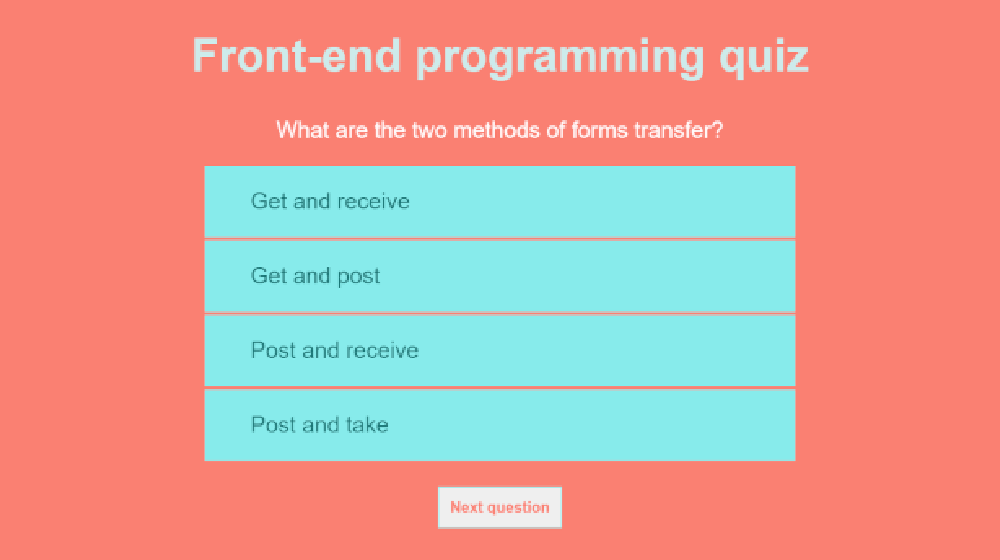 Front-end programming quiz
What are the two methods of forms transfer?
Get and receive
Get and post
Post and receive
Post and take
Next question